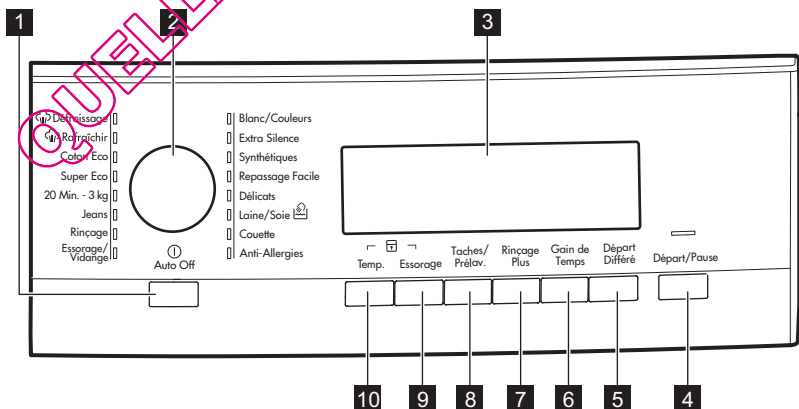 1
2
3
QUELL
Défroissage
Rafraîchir
Coton Eco
Super Eco
20 Min. - 3 kg
Jeans
Rinçage
Essorage/
Vidange
Auto Off
Blanc/Couleurs
Extra Silence
Synthétiques
Repassage Facile
Délicats
Laine/Soie
Couette
Anti-Allergies
Temp.
Essorage
Taches/
Prélav.
Rinçage
Plus
Gain de
Temps
Départ
Différé
Départ/Pause
10
9
8
7
6
5
4